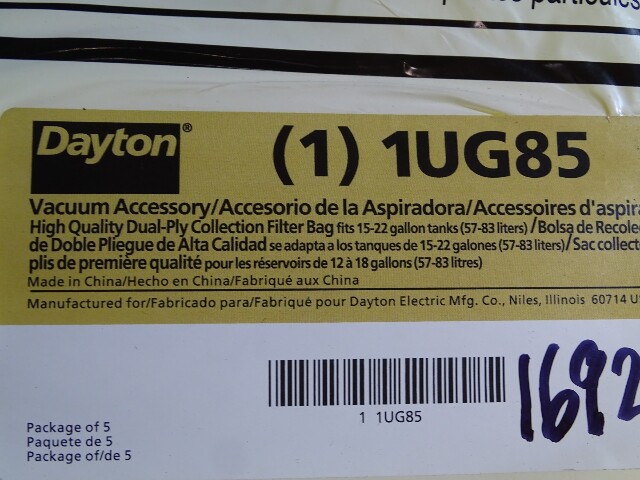 particules
Dayton®
(1) 1UG85
Vacuum Accessory/Accesorio de la Aspiradora/Accessoires d'aspira
High Quality Dual-Ply Collection Filter Bag fits 15-22 gallon tanks (57-83 liters) /Bolsa de Recolec
de Doble Pliegue de Alta Calidad se adapta a los tanques de 15-22 galones (57-83 liters)/Sac collecte
plis de première qualité pour les réservoirs de 12 à 18 gallons (57-83 litres)
Made in China/Hecho en China/Fabriqué aux China
Manufactured for/Fabricado para/Fabriqué pour Dayton Electric Mfg. Co., Niles, Illinois 60714 U
1 1UG85
1692
Package of 5
Paquete de 5
Package of/de 5